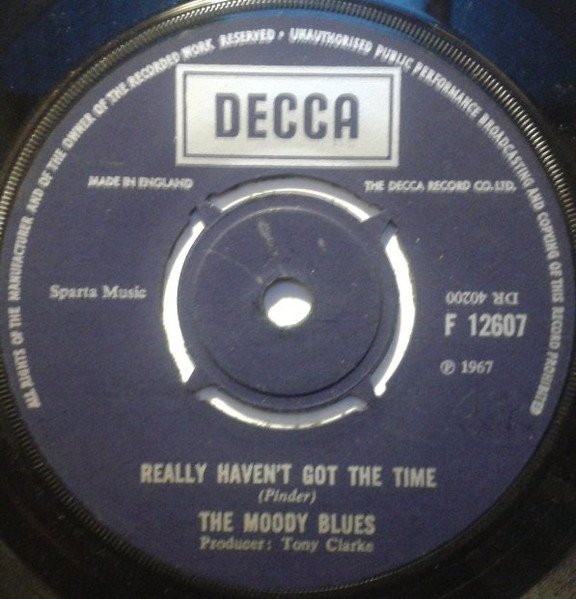 ALL RIGHTS OF THE MANUFACTURER AND OF THE OWNER OF THE RECORDED WORK RESERVED · UNAUTHORISED PUBLIC PERFORMANCE BROADCASTING AND COPYING OF THIS RECORD PROHIBITED
DECCA
MADE IN ENGLAND
THE DECCA RECORD CO. LTD.
Sparta Music
DR 40200
F 12607
℗ 1967
REALLY HAVEN'T GOT THE TIME
(Pinder)
THE MOODY BLUES
Producer: Tony Clarke